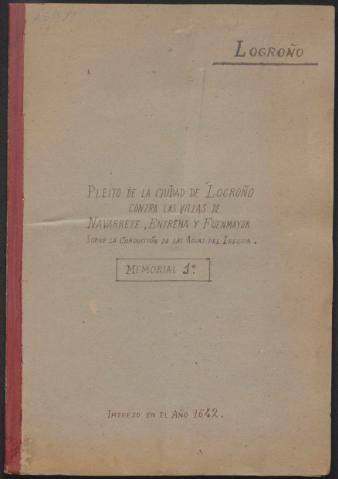 LOGROÑO
PLEITO DE LA CIUDAD DE LOGROÑO
CONTRA LAS VILLAS DE
NAVARRETE, ENTRENA Y FUENMAYOR
SOBRE LA CONDUCCIÓN DE LAS AGUAS DEL IREGUA.
MEMORIAL 1º
IMPRESO EN EL AÑO 1642.